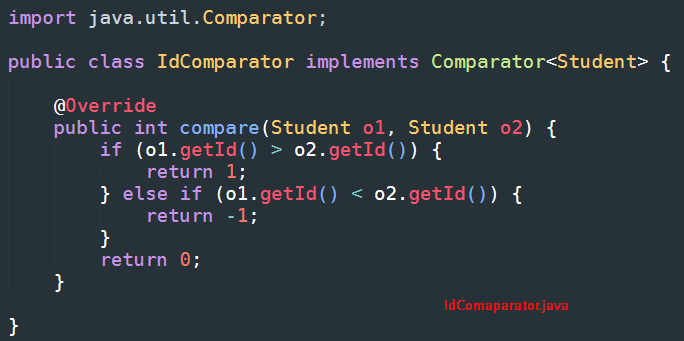 import java.util.Comparator;
public class IdComparator implements Comparator<Student> {
@Override
public int compare(Student o1, Student o2) {
if (o1.getId() > o2.getId()) {
return 1;
} else if (o1.getId() < o2.getId()) {
return -1;
}
return 0;
}
IdComaparator.java
}